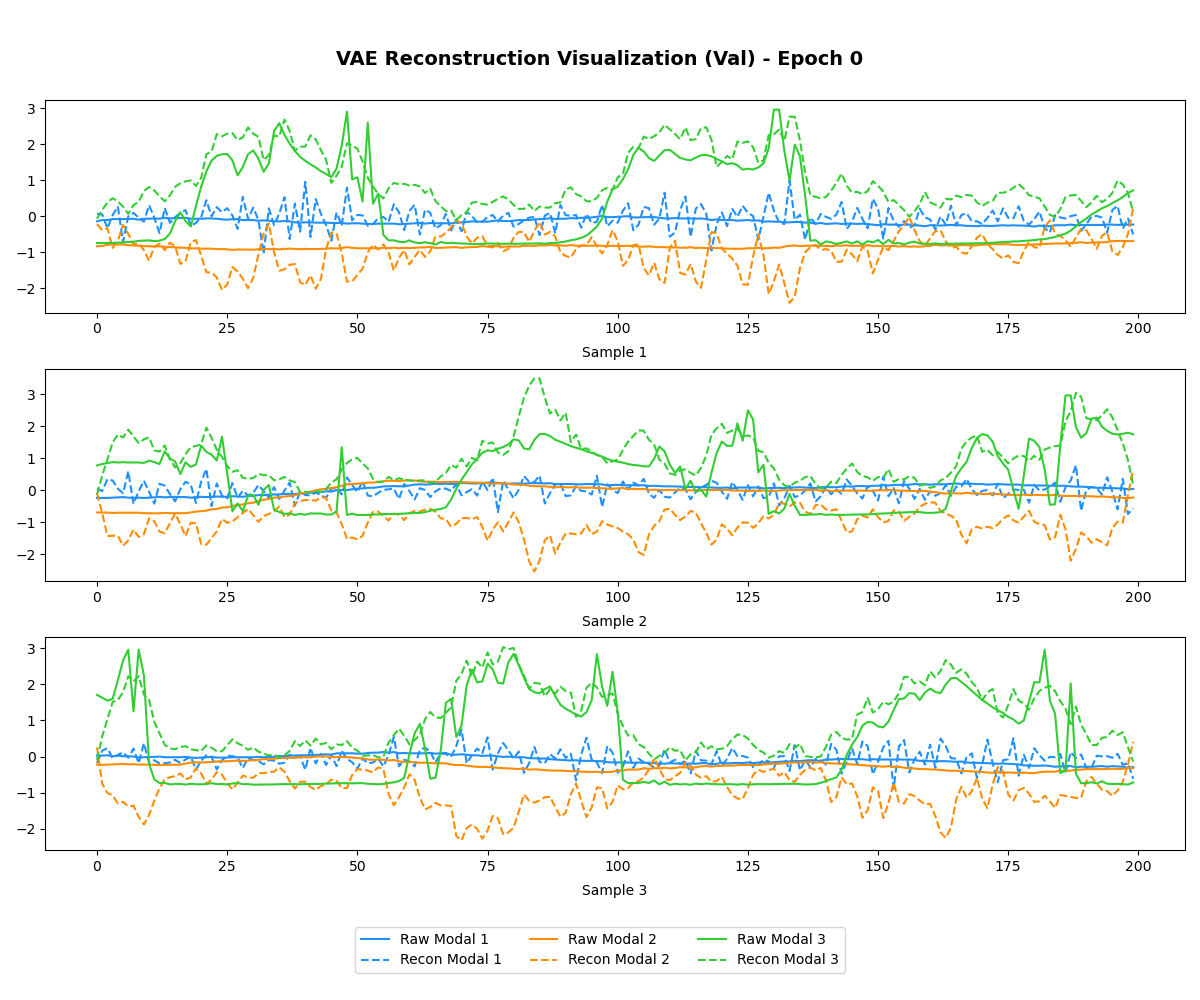 VAE Reconstruction Visualization (Val) - Epoch 0
3
2
1
0
−1
−2
0 25 50 75 100 125 150 175 200
Sample 1
3
2
1
0
−1
−2
0 25 50 75 100 125 150 175 200
Sample 2
3
2
1
0
−1
−2
0 25 50 75 100 125 150 175 200
Sample 3
Raw Modal 1 Raw Modal 2 Raw Modal 3
Recon Modal 1 Recon Modal 2 Recon Modal 3